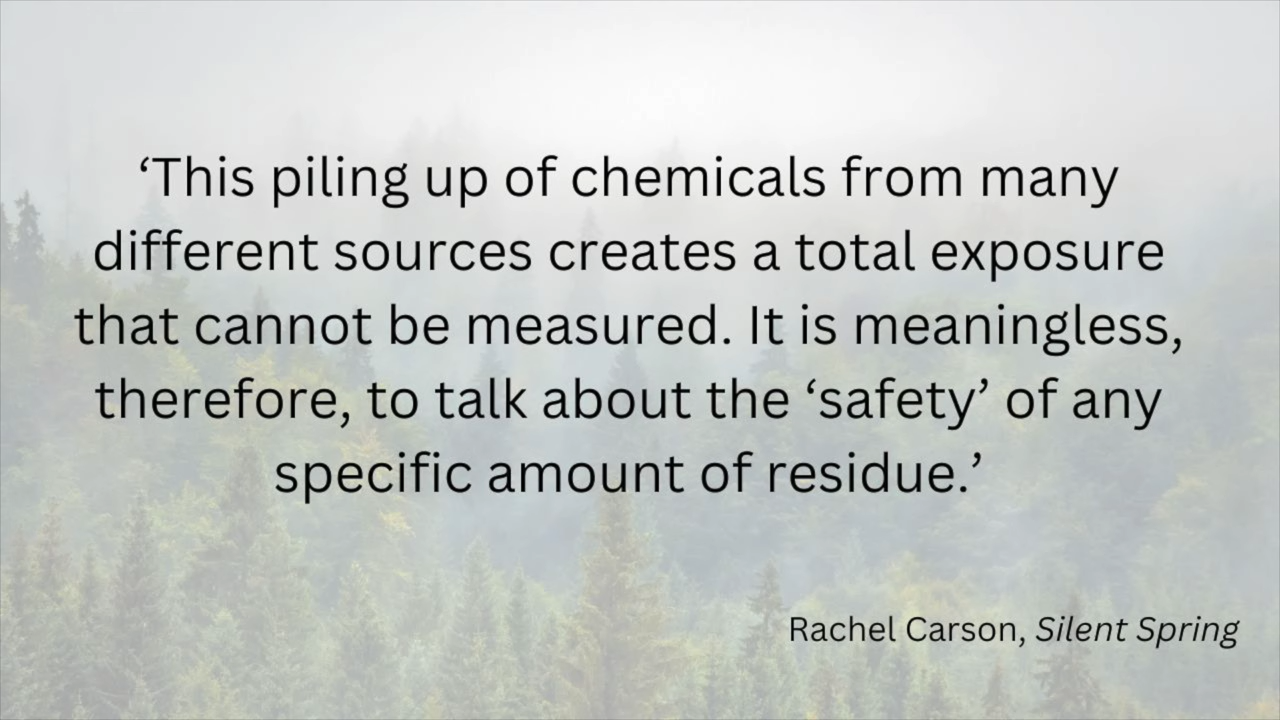 ‘This piling up of chemicals from many
different sources creates a total exposure
that cannot be measured. It is meaningless,
therefore, to talk about the ‘safety’ of any
specific amount of residue.’
Rachel Carson, Silent Spring